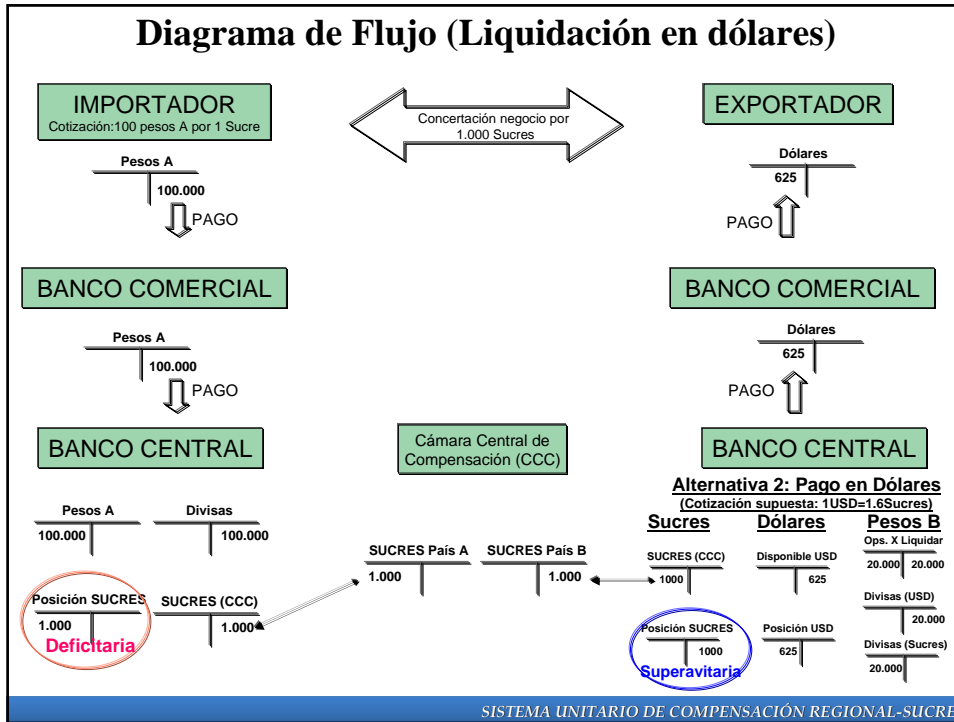 Diagrama de Flujo (Liquidación en dólares)
IMPORTADOR
Cotización:100 pesos A por 1 Sucre
Concertación negocio por
1.000 Sucres
EXPORTADOR
Pesos A
100.000
PAGO
Dólares
625
PAGO
BANCO COMERCIAL
BANCO COMERCIAL
Pesos A
100.000
PAGO
Dólares
625
PAGO
BANCO CENTRAL
Cámara Central de
Compensación (CCC)
BANCO CENTRAL
Alternativa 2: Pago en Dólares
(Cotización supuesta: 1USD=1.6Sucres)
Sucres Dólares Pesos B
Pesos A
100.000
Divisas
100.000
Posición SUCRES
1.000
Deficitaria
SUCRES (CCC)
1.000
SUCRES País A
1.000
SUCRES País B
1.000
SUCRES (CCC)
1000
Disponible USD
625
Ops. X Liquidar
20.000 20.000
Divisas (USD)
20.000
Posición SUCRES
1000
Superavitaria
Posición USD
625
Divisas (Sucres)
20.000
SISTEMA UNITARIO DE COMPENSACIÓN REGIONAL-SUCRE